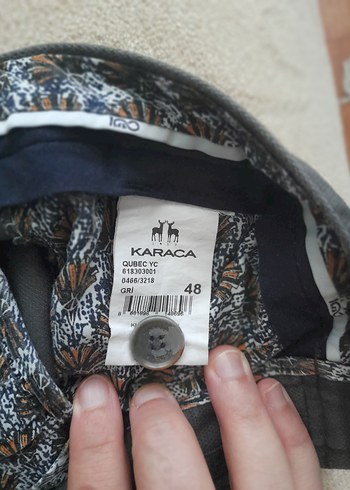 KARACA
QUBEC YC
618303001
0466/3218
GRİ 48